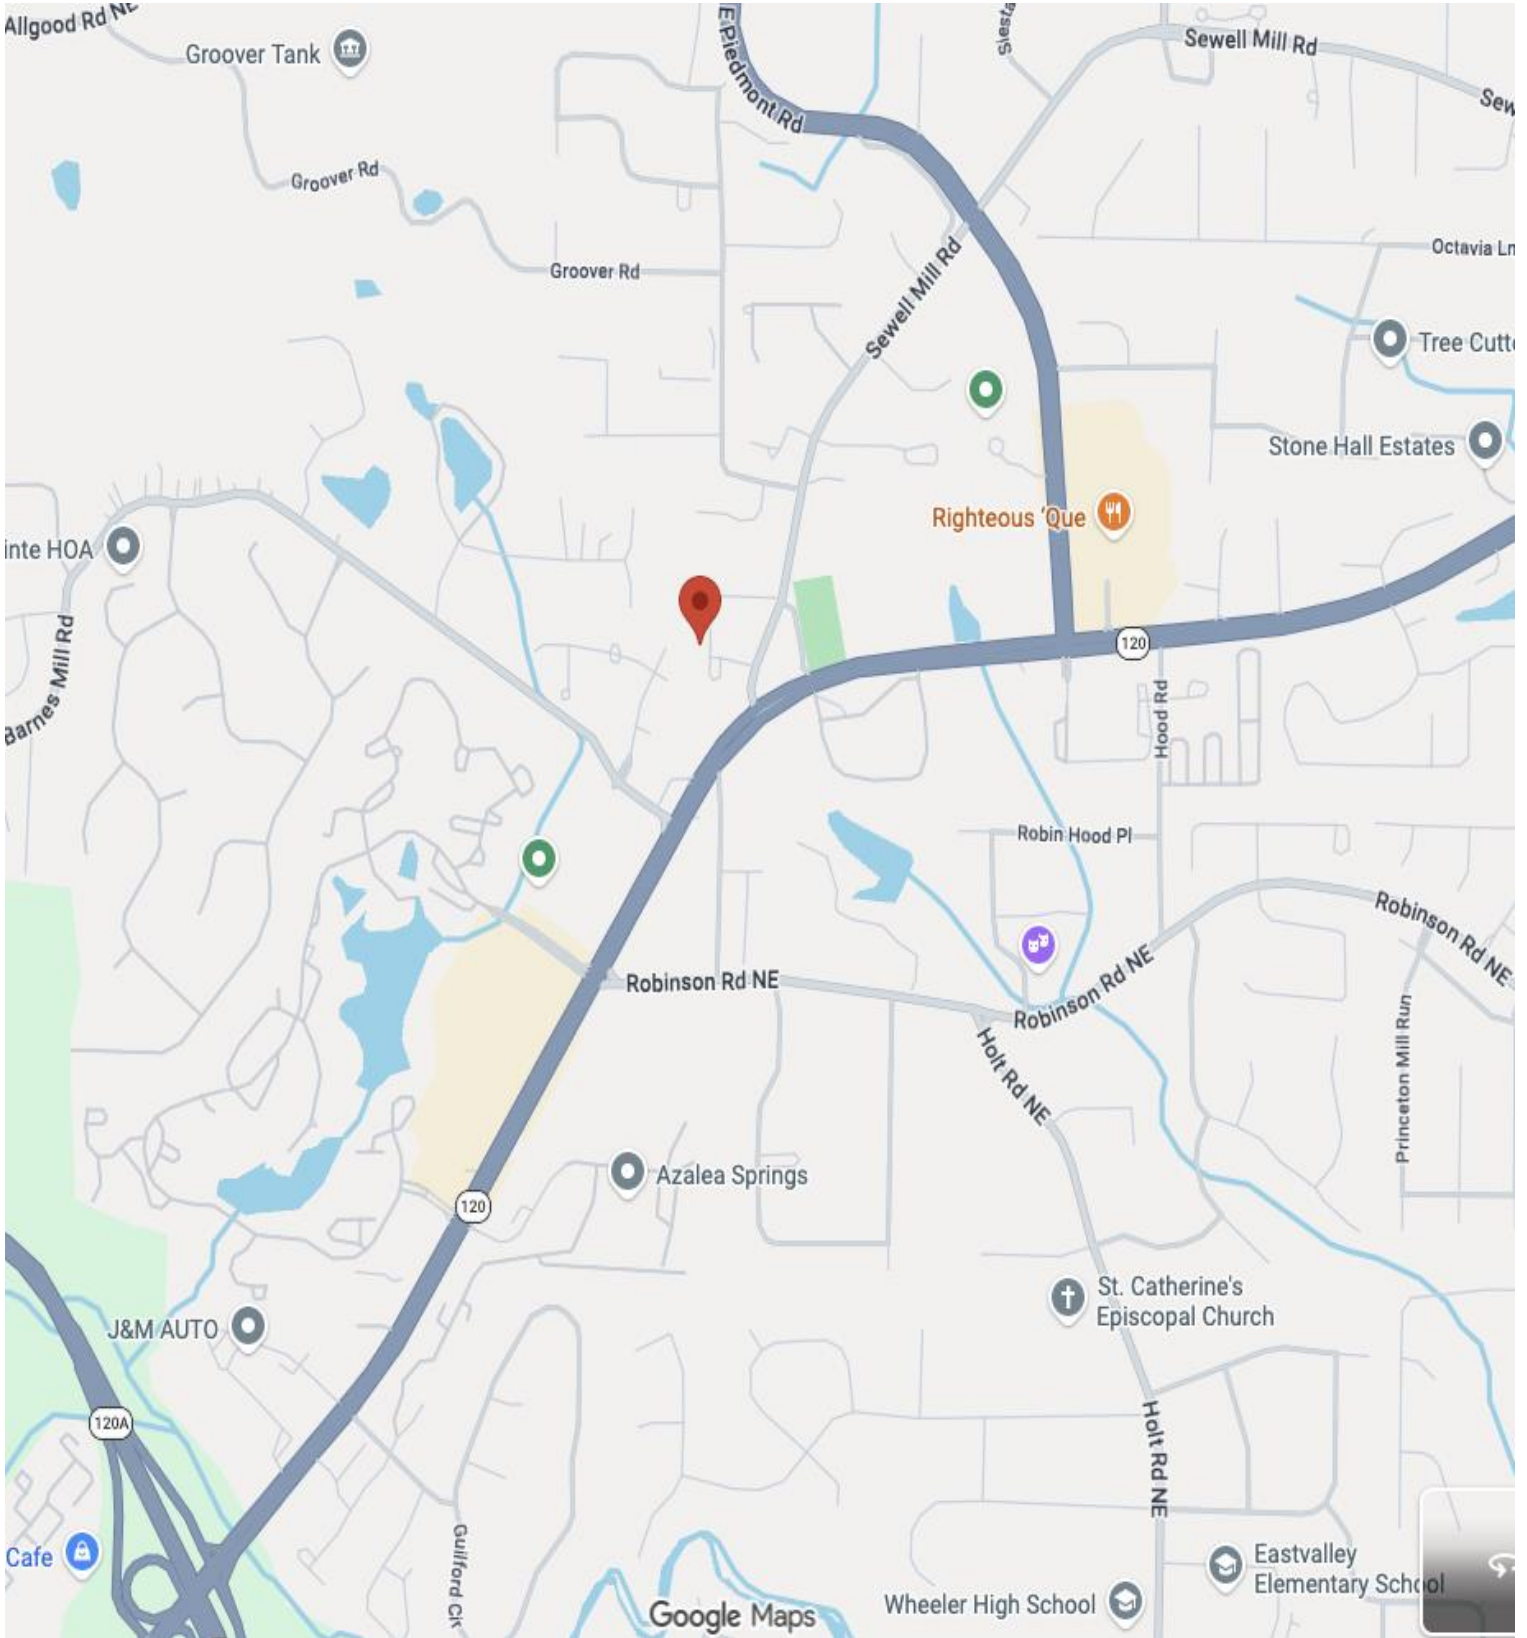 Allgood Rd NE
Groover Tank
E Piedmont Rd
Siesta
Sewell Mill Rd
Sew
Groover Rd
Groover Rd
Sewell Mill Rd
Octavia Ln
Tree Cutt
Stone Hall Estates
Righteous 'Que
inte HOA
Barnes Mill Rd
120
Hood Rd
Robin Hood Pl
Robinson Rd NE
Robinson Rd NE
Robinson Rd NE
Holt Rd NE
Princeton Mill Run
Azalea Springs
120
St. Catherine's
Episcopal Church
J&M AUTO
120A
Holt Rd NE
Guilford Cir
Cafe
Eastvalley
Elementary School
Wheeler High School
Google Maps